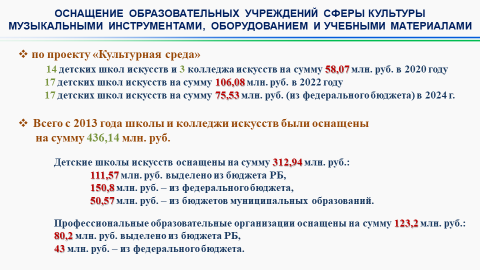 ОСНАЩЕНИЕ ОБРАЗОВАТЕЛЬНЫХ УЧРЕЖДЕНИЙ СФЕРЫ КУЛЬТУРЫ
МУЗЫКАЛЬНЫМИ ИНСТРУМЕНТАМИ, ОБОРУДОВАНИЕМ И УЧЕБНЫМИ МАТЕРИАЛАМИ
❖ по проекту «Культурная среда»
14 детских школ искусств и 3 колледжа искусств на сумму 58,07 млн. руб. в 2020 году
17 детских школ искусств на сумму 106,08 млн. руб. в 2022 году
17 детских школ искусств на сумму 75,53 млн. руб. (из федерального бюджета) в 2024 г.
❖ Всего с 2013 года школы и колледжи искусств были оснащены
на сумму 436,14 млн. руб.
Детские школы искусств оснащены на сумму 312,94 млн. руб.:
111,57 млн. руб. выделено из бюджета РБ,
150,8 млн. руб. – из федерального бюджета,
50,57 млн. руб. – из бюджетов муниципальных образований.
Профессиональные образовательные организации оснащены на сумму 123,2 млн. руб.:
80,2 млн. руб. выделено из бюджета РБ,
43 млн. руб. – из федерального бюджета.